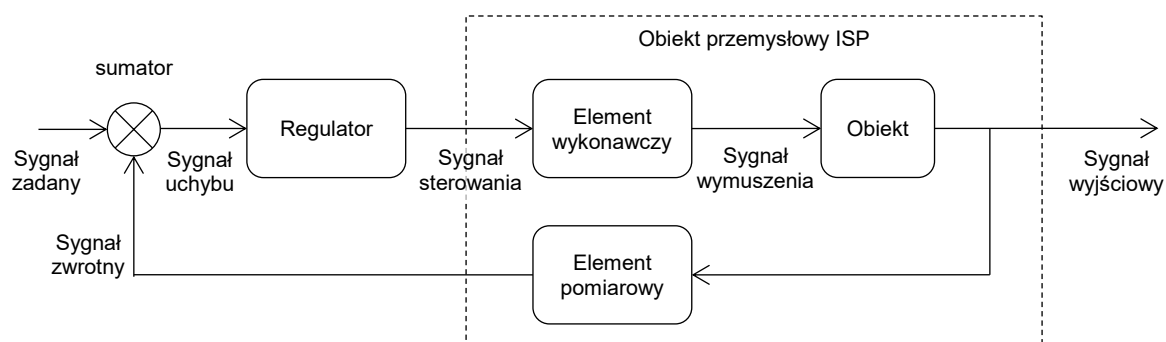 Obiekt przemysłowy ISP
sumator
Regulator
Element
wykonawczy
Obiekt
Sygnał
zadany
Sygnał
uchybu
Sygnał
sterowania
Sygnał
wymuszenia
Sygnał
wyjściowy
Sygnał
zwrotny
Element
pomiarowy